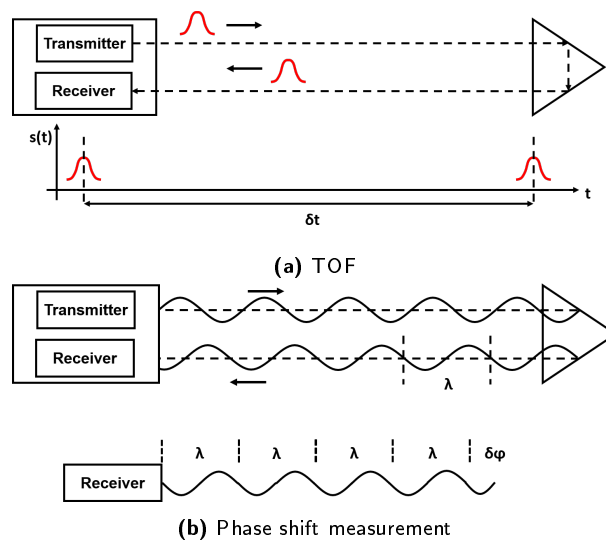 Transmitter
Receiver
s(t)
t
δt
(a) TOF
Transmitter
Receiver
λ
λ λ λ λ δφ
Receiver
(b) Phase shift measurement